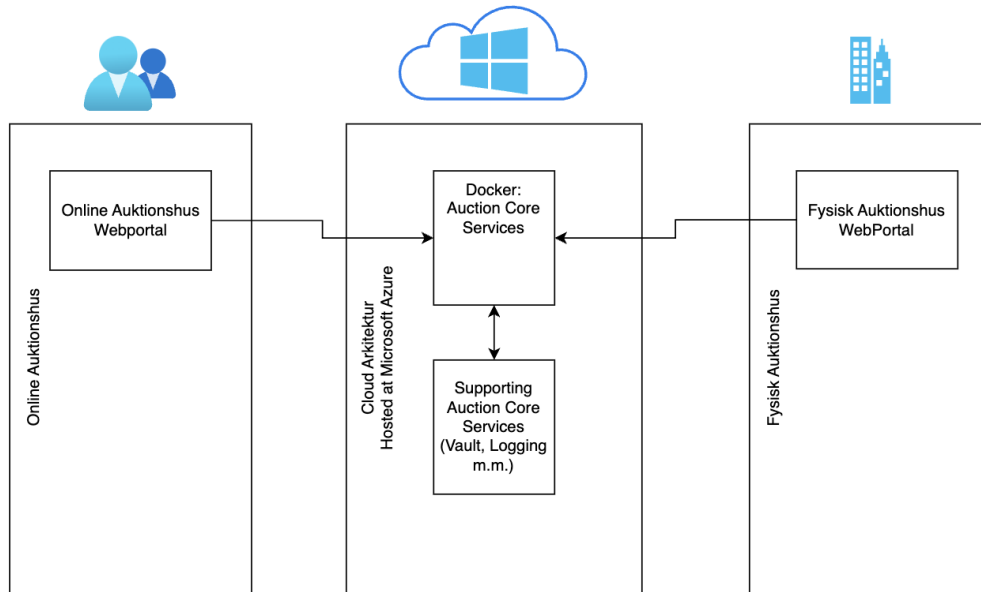 Online Auktionshus
Webportal
Docker:
Auction Core
Services
Fysisk Auktionshus
WebPortal
Online Auktionshus
Cloud Arkitektur
Hosted at Microsoft Azure
Supporting
Auction Core
Services
(Vault, Logging
m.m.)
Fysisk Auktionshus